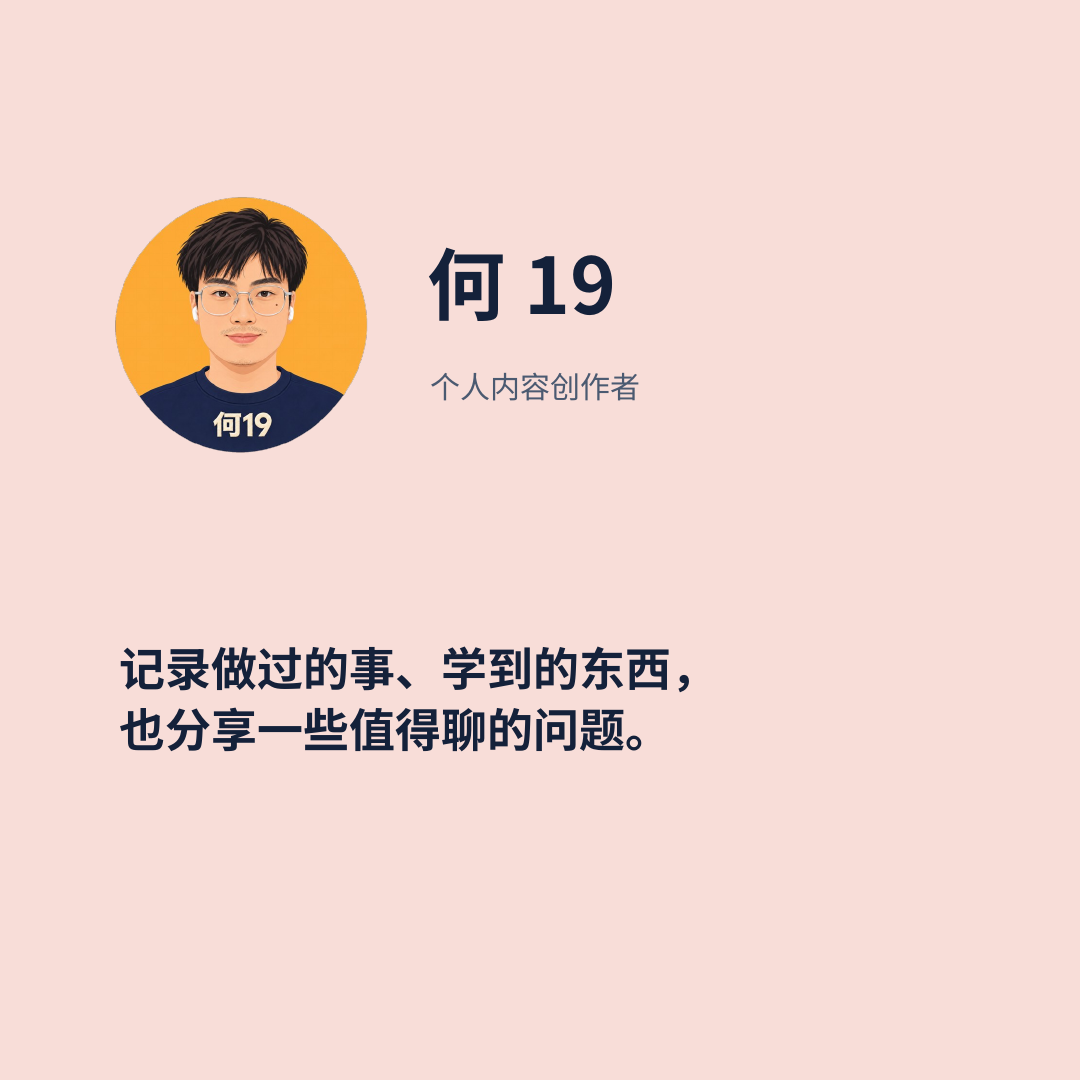 何 19
个人内容创作者
何19
记录做过的事、学到的东西，
也分享一些值得聊的问题。